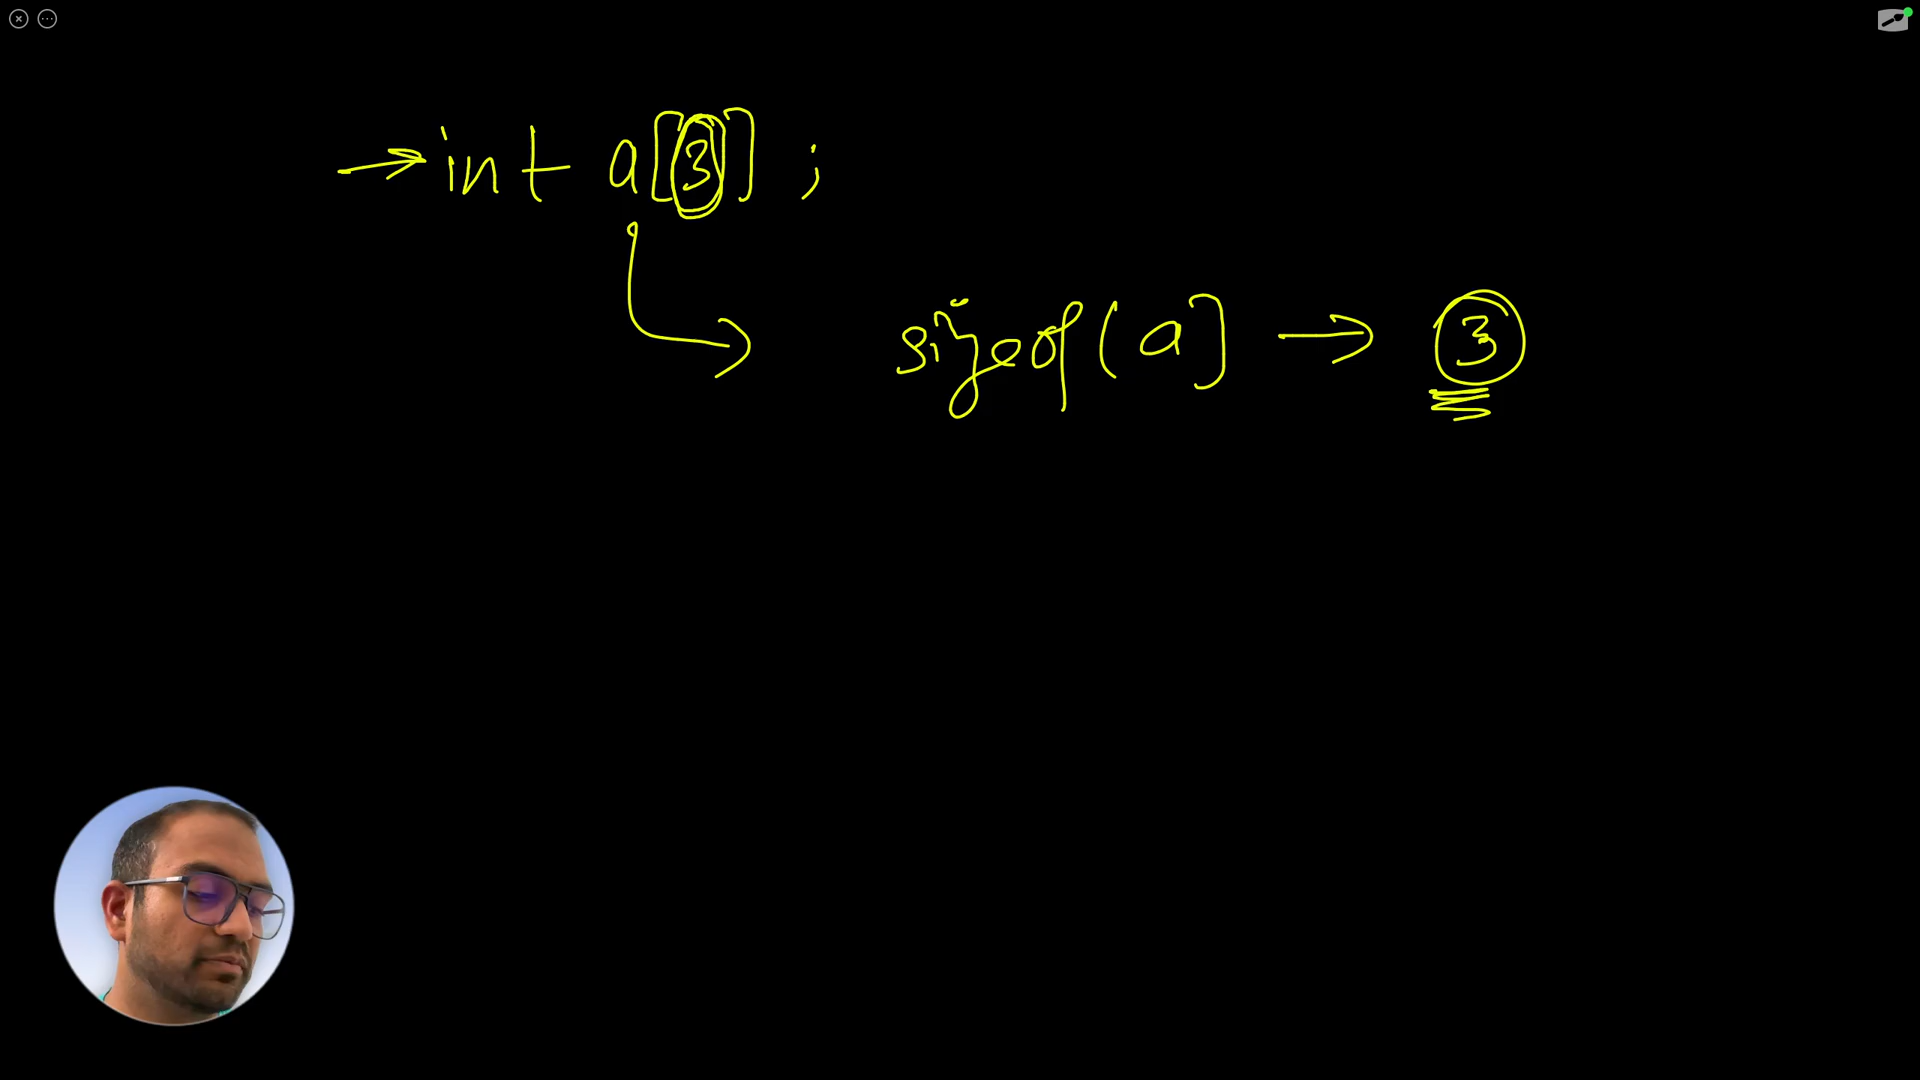 → int a[3] ;
sizeof(a] → 3